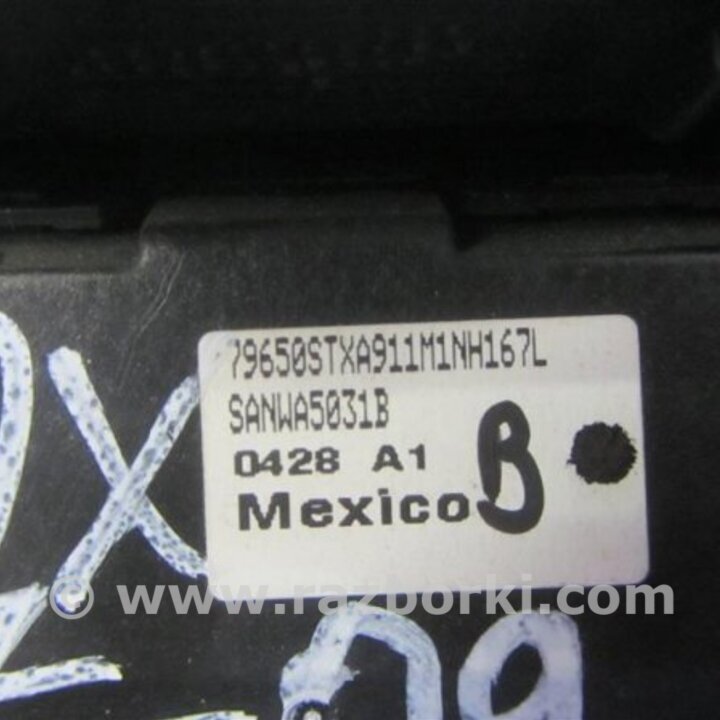 79650STXA911M1NH167L
SANWA5031B
0428 A1
Mexico B
© www.razborki.com